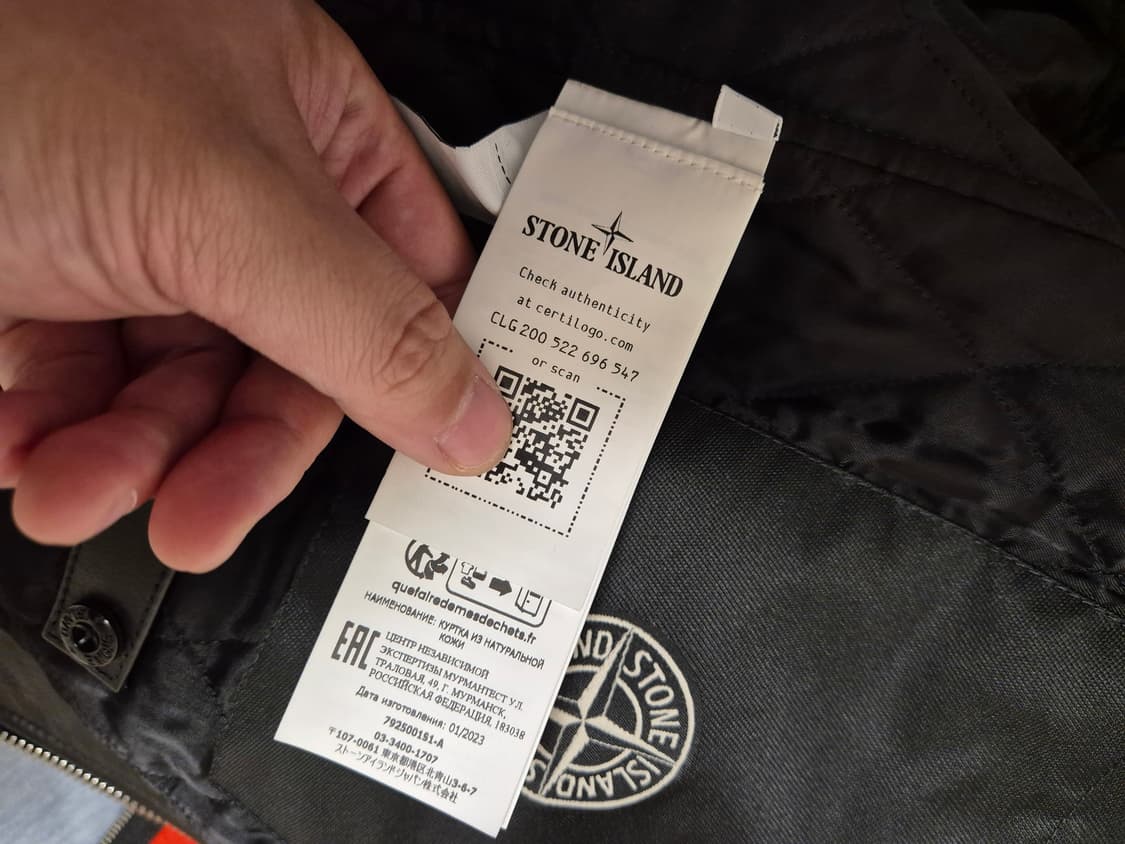 STONE ISLAND
Check authenticity
at certilogo.com
CLG 200 522 696 547
or scan
quefairedemesdechets.fr
НАИМЕНОВАНИЕ: КУРТКА ИЗ НАТУРАЛЬНОЙ
КОЖИ
EAC
ЦЕНТР НЕЗАВИСИМОЙ
ЭКСПЕРТИЗЫ МУРМАНТЕСТ УЛ.
ТРАЛОВАЯ, 49, Г. МУРМАНСК,
РОССИЙСКАЯ ФЕДЕРАЦИЯ, 183038
Дата изготовления: 01/2023
7925001S1-A
03-3400-1707
〒107-0061 東京都港区北青山3-6-7
ストーンアイランドジャパン株式会社
STONE
ISLAND